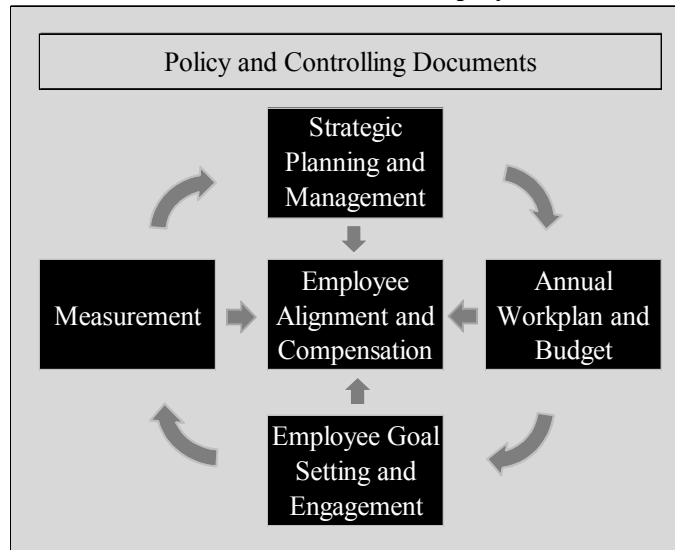 Policy and Controlling Documents
Strategic
Planning and
Management
Measurement
Employee
Alignment and
Compensation
Annual
Workplan and
Budget
Employee Goal
Setting and
Engagement